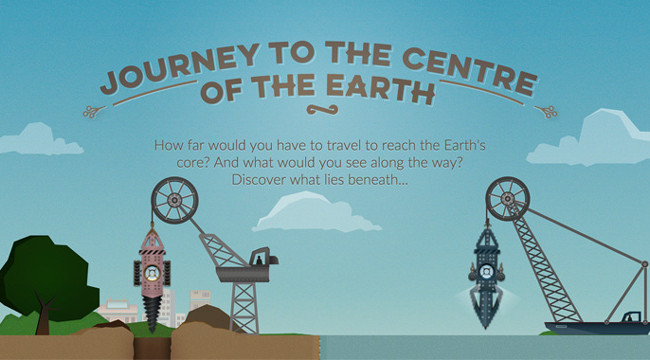 JOURNEY TO THE CENTRE
OF THE EARTH
How far would you have to travel to reach the Earth's
core? And what would you see along the way?
Discover what lies beneath...